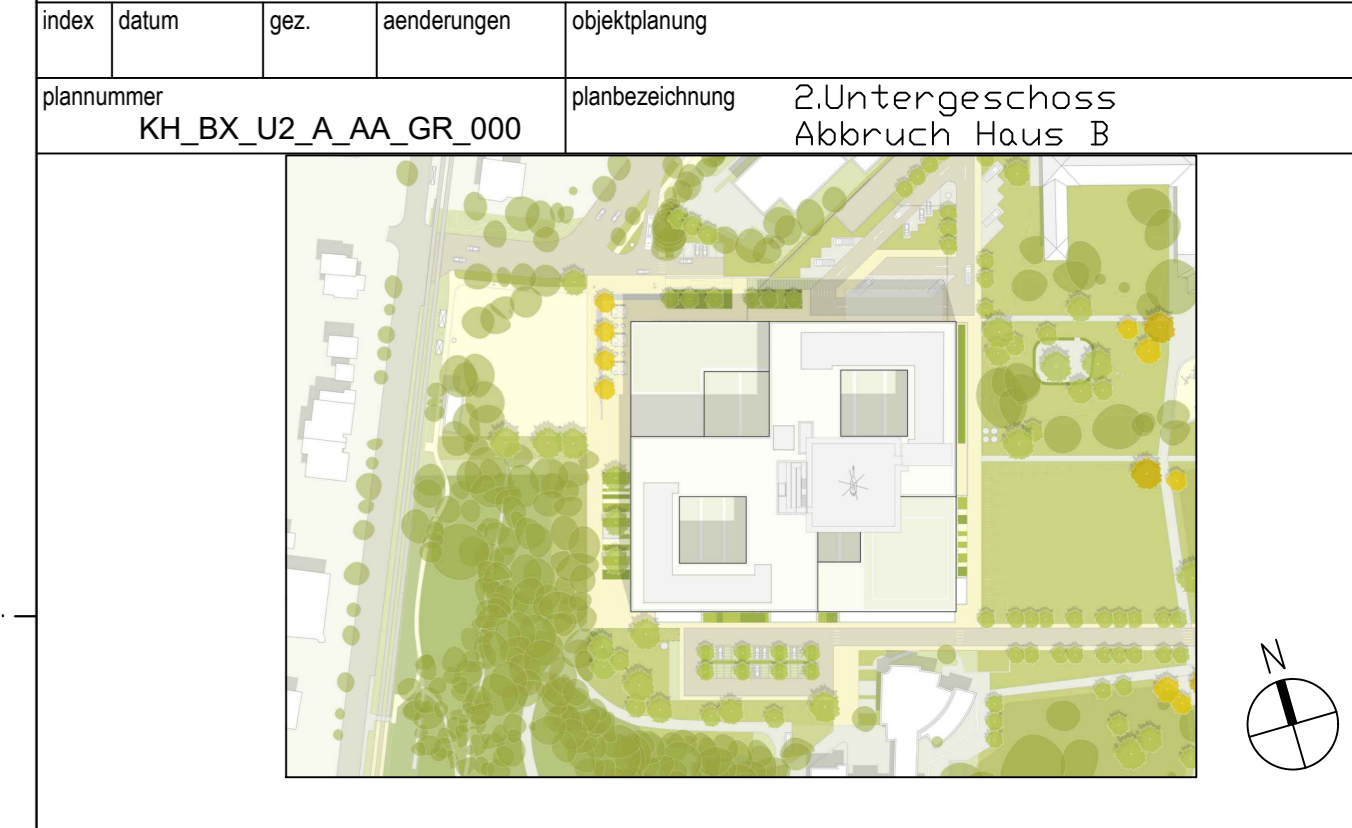 index datum gez. aenderungen objektplanung
plannummer planbezeichnung 2.Untergeschoss
KH_BX_U2_A_AA_GR_000 Abbruch Haus B
N